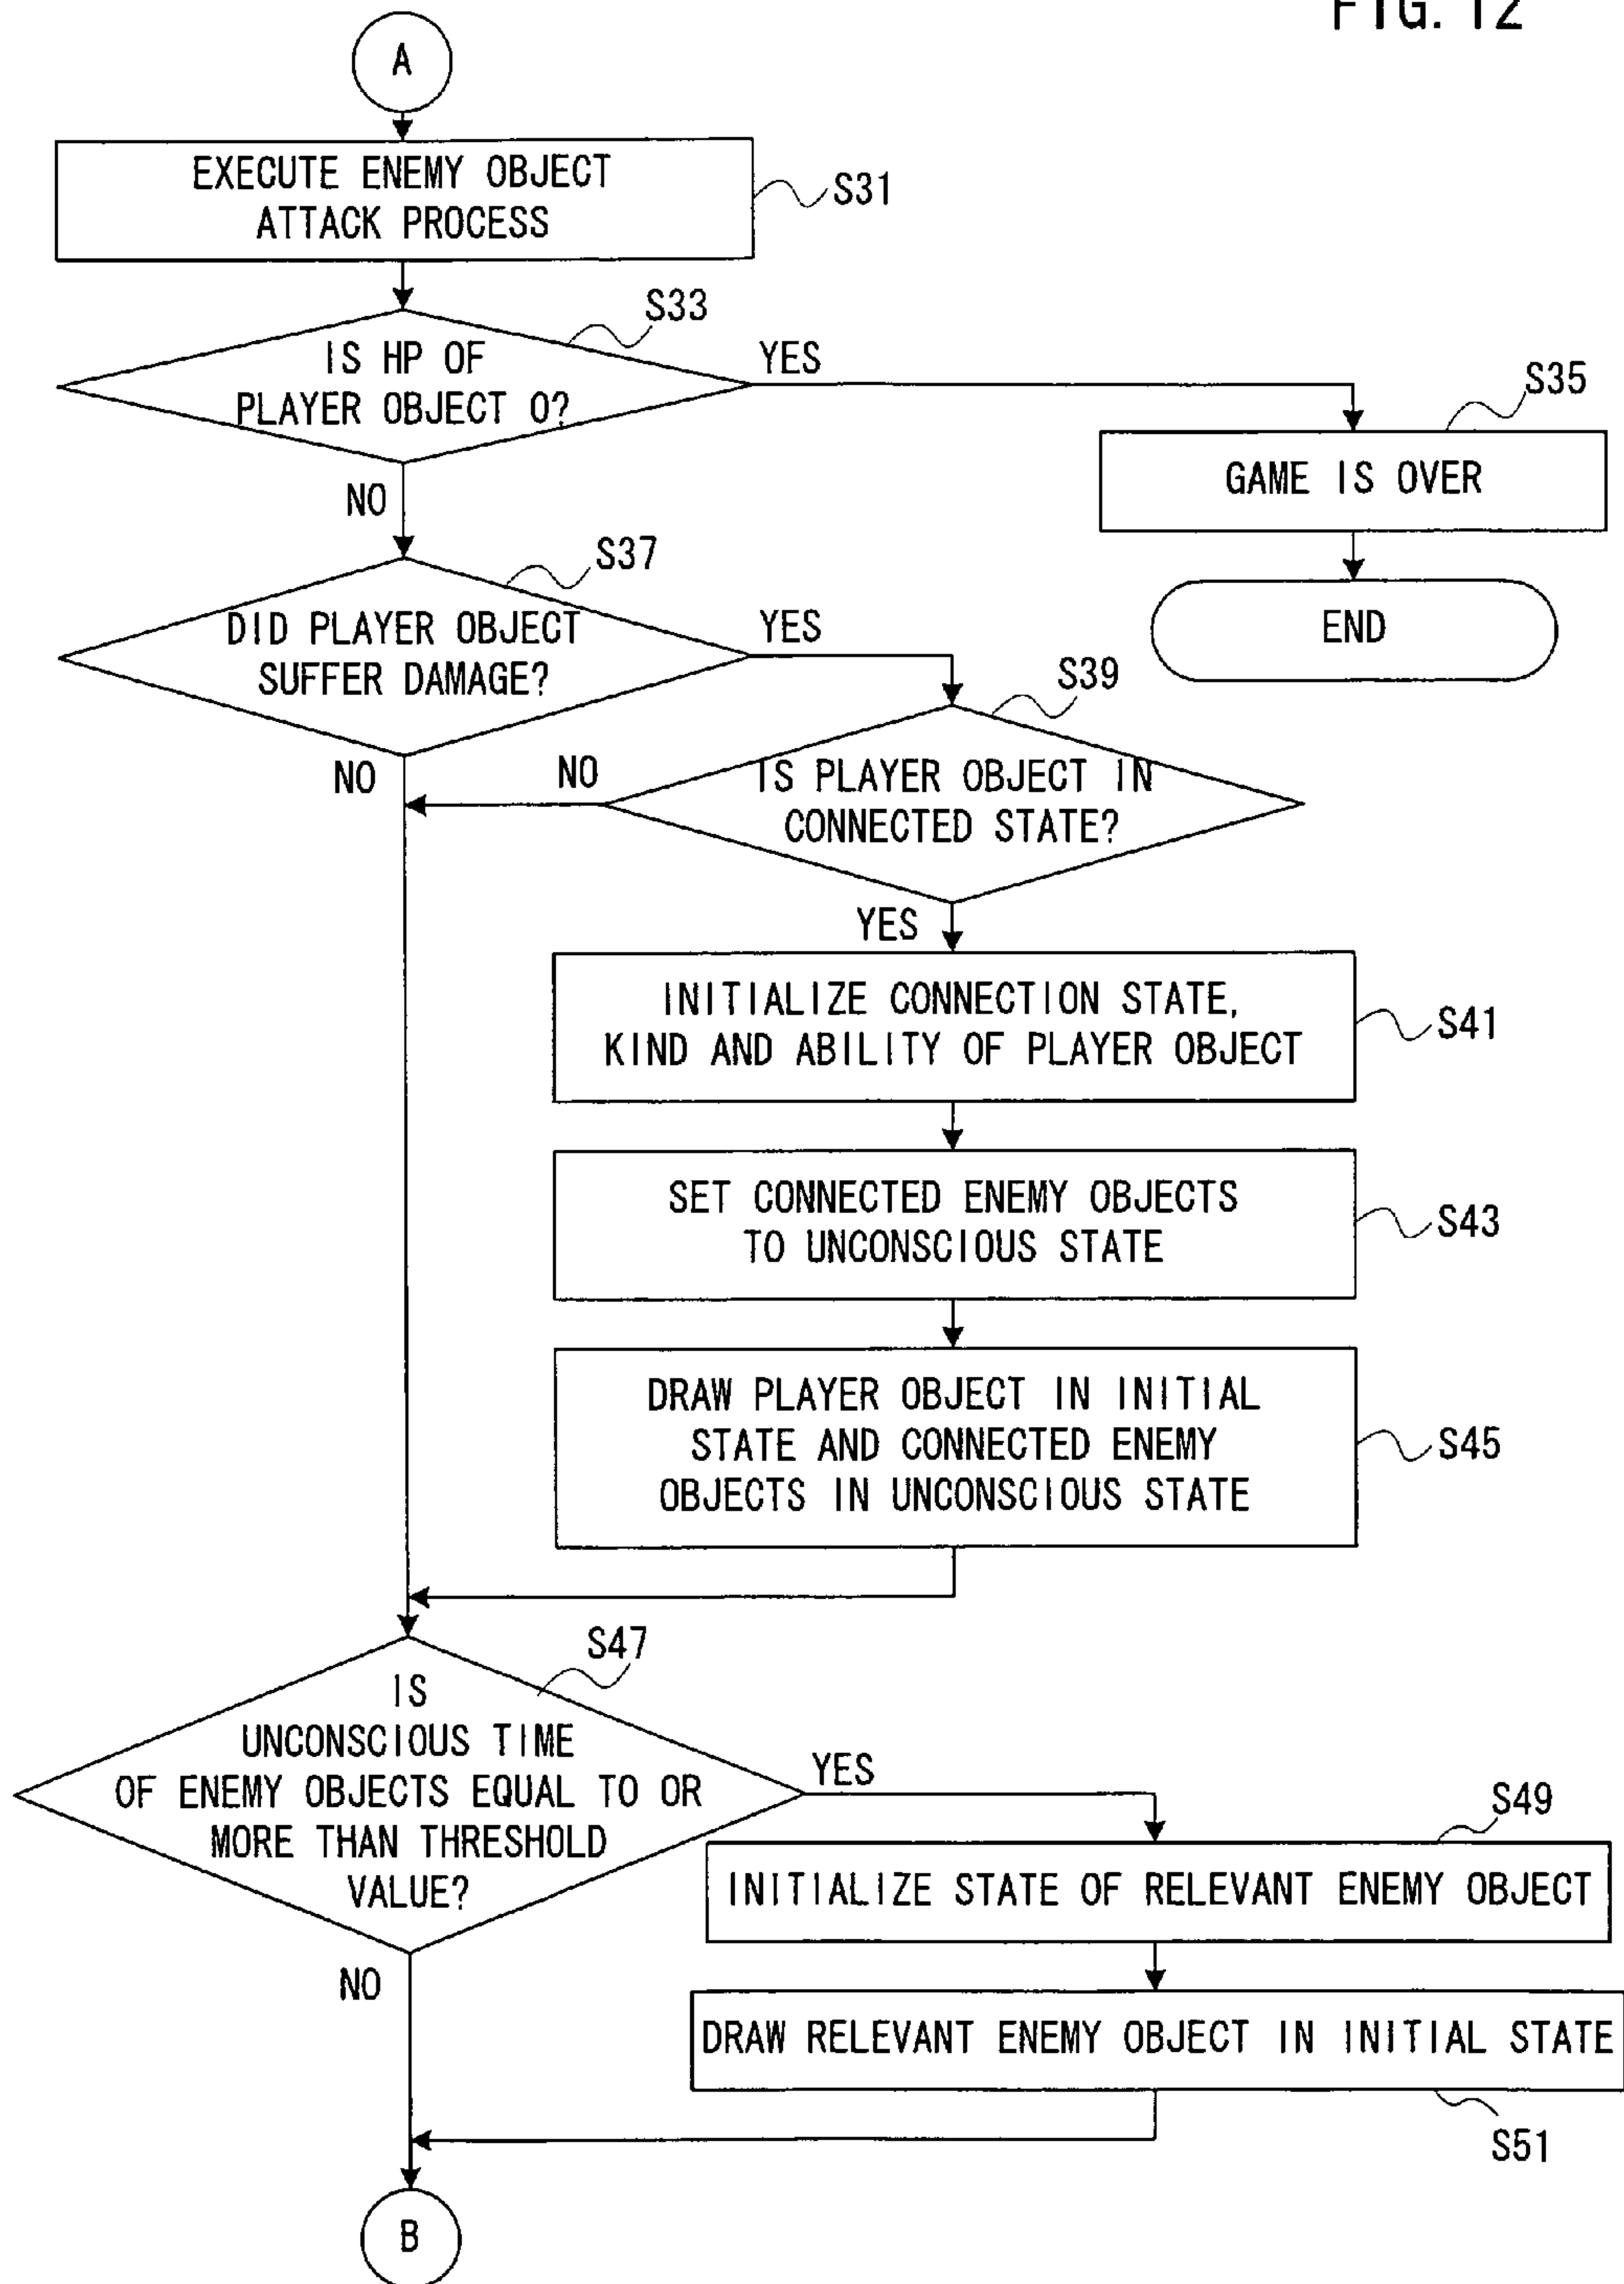 FIG. 12
A
EXECUTE ENEMY OBJECT
ATTACK PROCESS
S31
S33
IS HP OF
PLAYER OBJECT 0?
YES
NO
S35
GAME IS OVER
END
S37
DID PLAYER OBJECT
SUFFER DAMAGE?
YES
NO
S39
IS PLAYER OBJECT IN
CONNECTED STATE?
NO
YES
INITIALIZE CONNECTION STATE,
KIND AND ABILITY OF PLAYER OBJECT
S41
SET CONNECTED ENEMY OBJECTS
TO UNCONSCIOUS STATE
S43
DRAW PLAYER OBJECT IN INITIAL
STATE AND CONNECTED ENEMY
OBJECTS IN UNCONSCIOUS STATE
S45
S47
IS
UNCONSCIOUS TIME
OF ENEMY OBJECTS EQUAL TO OR
MORE THAN THRESHOLD
VALUE?
YES
NO
S49
INITIALIZE STATE OF RELEVANT ENEMY OBJECT
DRAW RELEVANT ENEMY OBJECT IN INITIAL STATE
S51
B